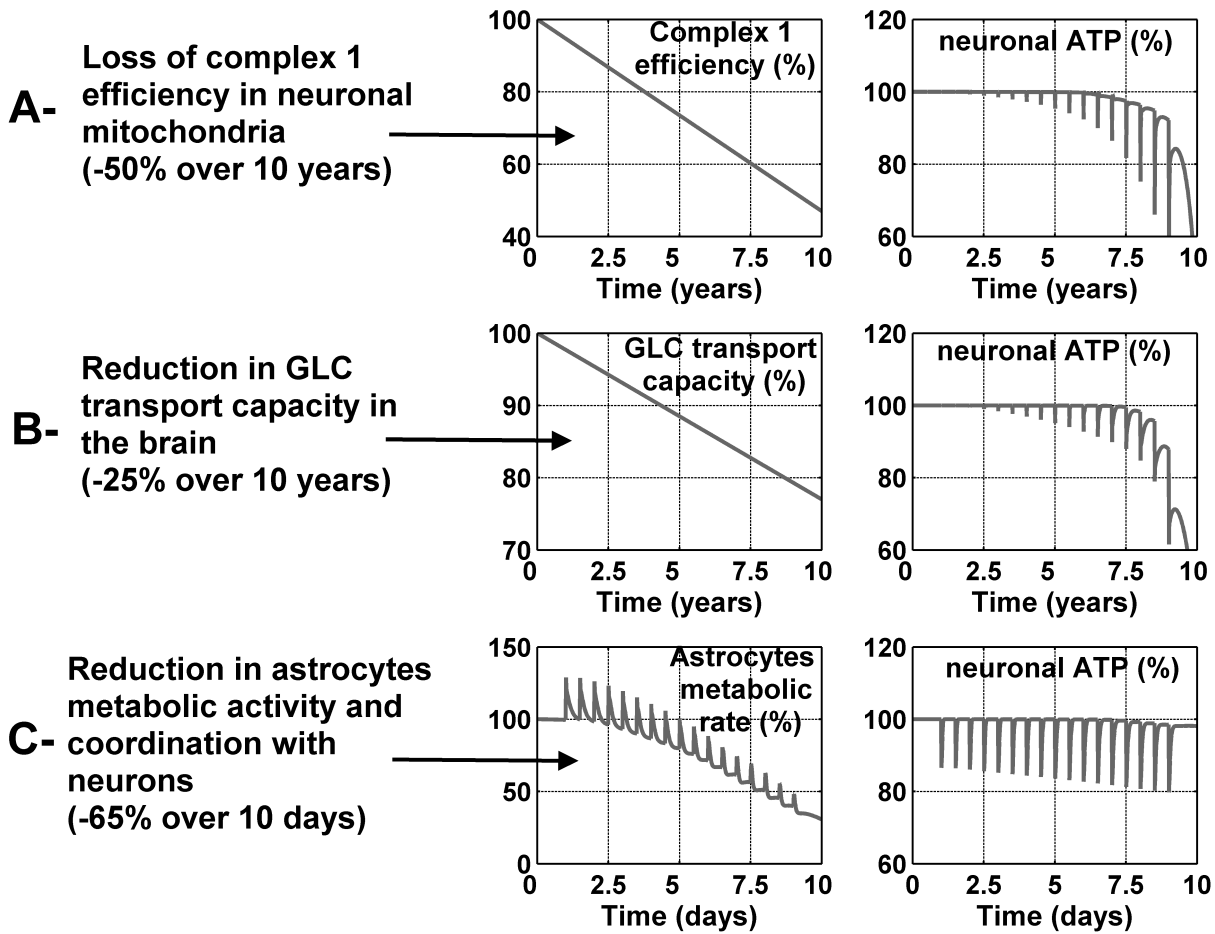 A-
Loss of complex 1
efficiency in neuronal
mitochondria
(-50% over 10 years)
100
80
60
40
0 2.5 5 7.5 10
Complex 1
efficiency (%)
Time (years)
120
100
80
60
0 2.5 5 7.5 10
neuronal ATP (%)
Time (years)
B-
Reduction in GLC
transport capacity in
the brain
(-25% over 10 years)
100
90
80
70
0 2.5 5 7.5 10
GLC transport
capacity (%)
Time (years)
120
100
80
60
0 2.5 5 7.5 10
neuronal ATP (%)
Time (years)
C-
Reduction in astrocytes
metabolic activity and
coordination with
neurons
(-65% over 10 days)
150
100
50
0
0 2.5 5 7.5 10
Astrocytes
metabolic
rate (%)
Time (days)
120
100
80
60
0 2.5 5 7.5 10
neuronal ATP (%)
Time (days)